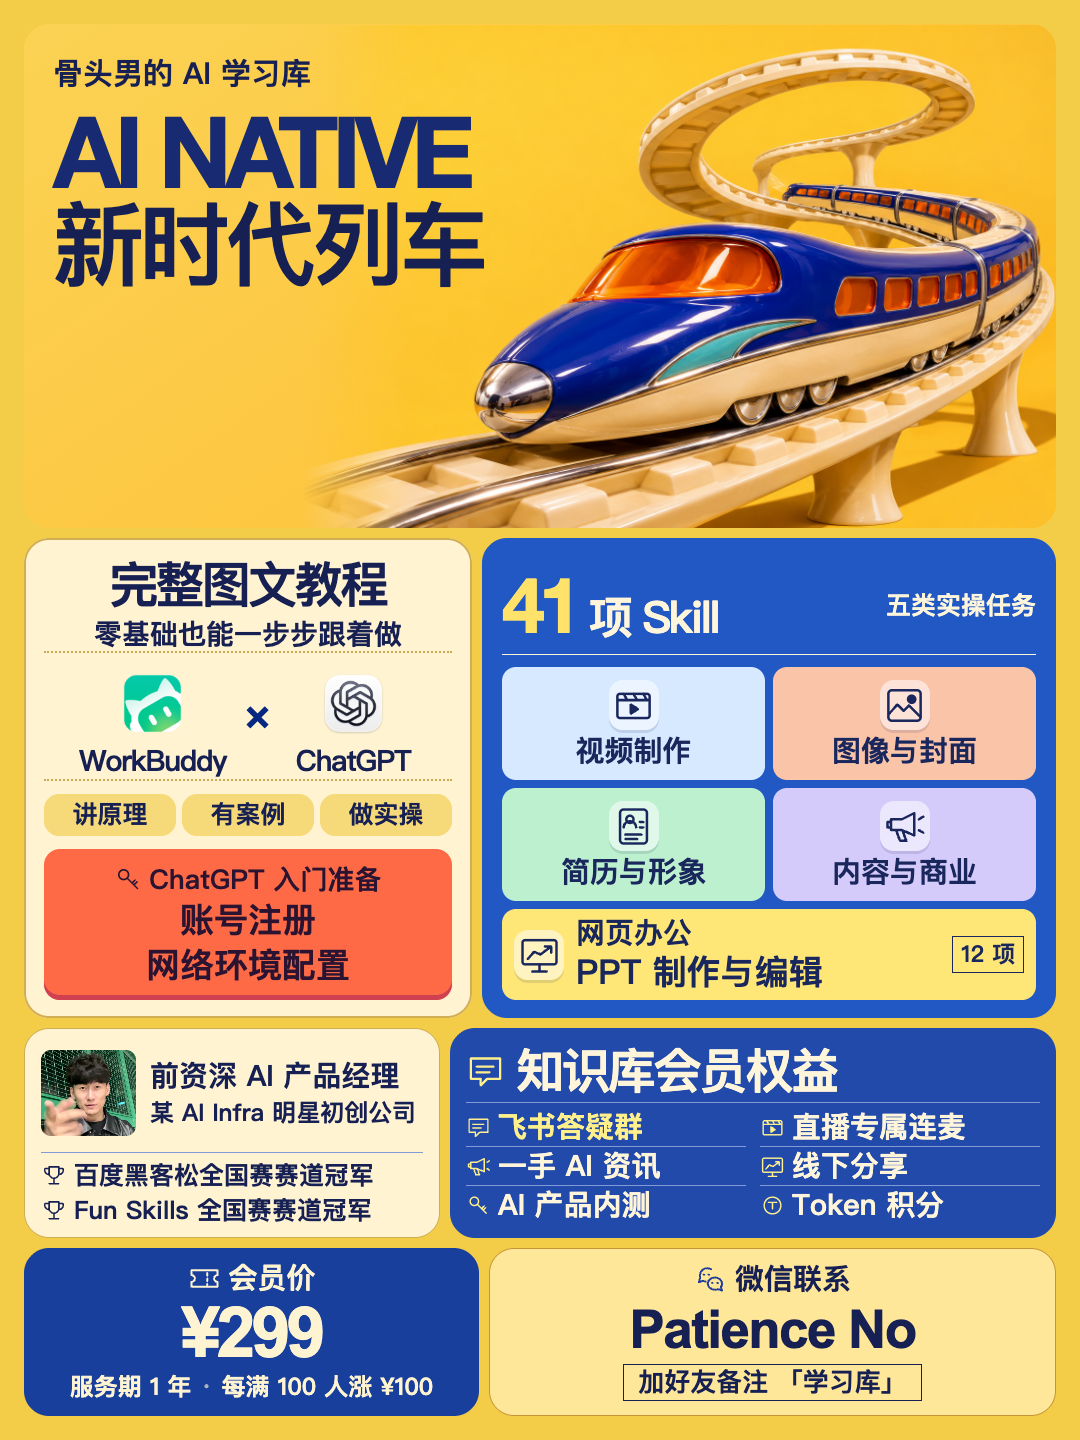 骨头男的 AI 学习库
AI NATIVE
新时代列车
完整图文教程
零基础也能一步步跟着做
×
WorkBuddy
ChatGPT
讲原理
有案例
做实操
ChatGPT 入门准备
账号注册
网络环境配置
41 项 Skill
五类实操任务
视频制作
图像与封面
简历与形象
内容与商业
网页办公
PPT 制作与编辑
12 项
前资深 AI 产品经理
某 AI Infra 明星初创公司
百度黑客松全国赛赛道冠军
Fun Skills 全国赛赛道冠军
知识库会员权益
飞书答疑群
直播专属连麦
一手 AI 资讯
线下分享
AI 产品内测
Token 积分
会员价
¥299
服务期 1 年 · 每满 100 人涨 ¥100
微信联系
Patience No
加好友备注 「学习库」